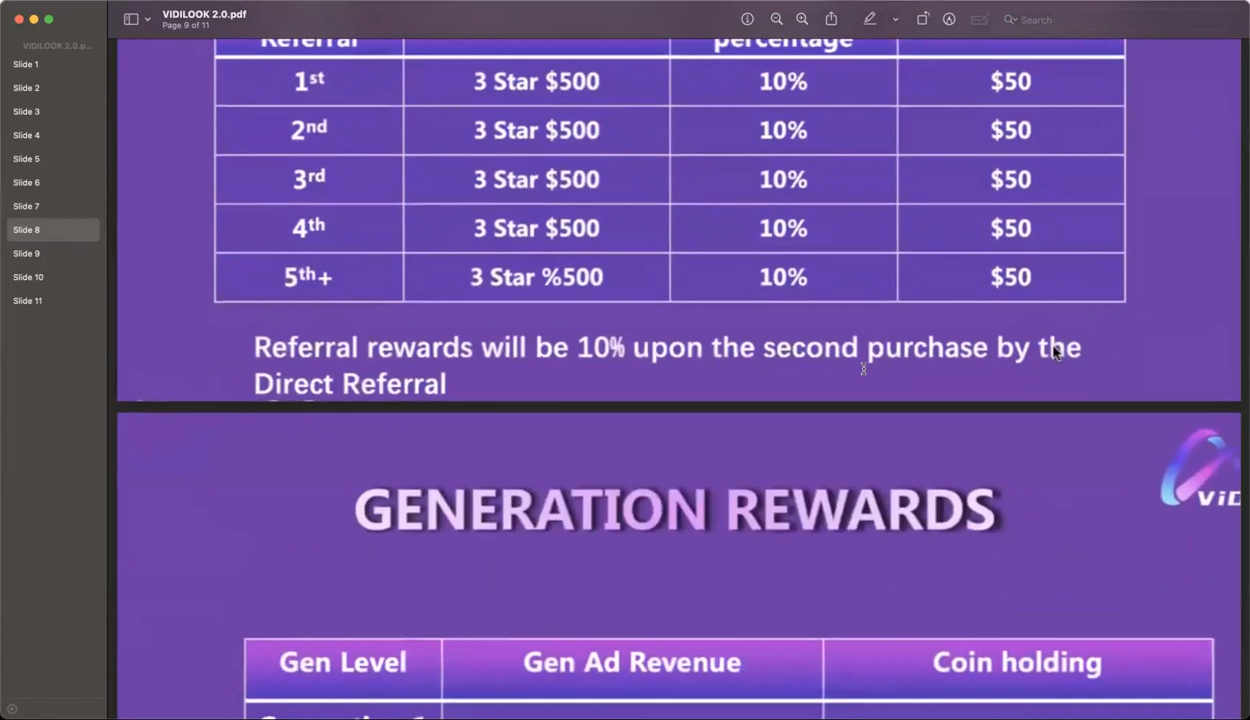 VIDILOOK 2.0.pdf
Page 9 of 11
Search
VIDILOOK 2.0.p...
Slide 1
Slide 2
Slide 3
Slide 4
Slide 5
Slide 6
Slide 7
Slide 8
Slide 9
Slide 10
Slide 11
Referral percentage
1st 3 Star $500 10% $50
2nd 3 Star $500 10% $50
3rd 3 Star $500 10% $50
4th 3 Star $500 10% $50
5th+ 3 Star %500 10% $50
Referral rewards will be 10% upon the second purchase by the
Direct Referral
GENERATION REWARDS
Gen Level Gen Ad Revenue Coin holding